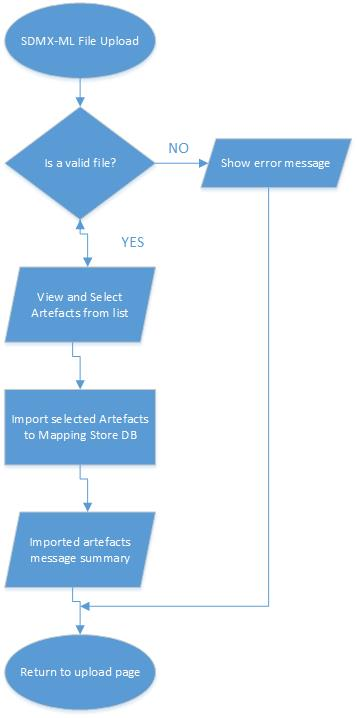 SDMX-ML File Upload
Is a valid file?
NO
Show error message
YES
View and Select
Artefacts from list
Import selected Artefacts
to Mapping Store DB
Imported artefacts
message summary
Return to upload page